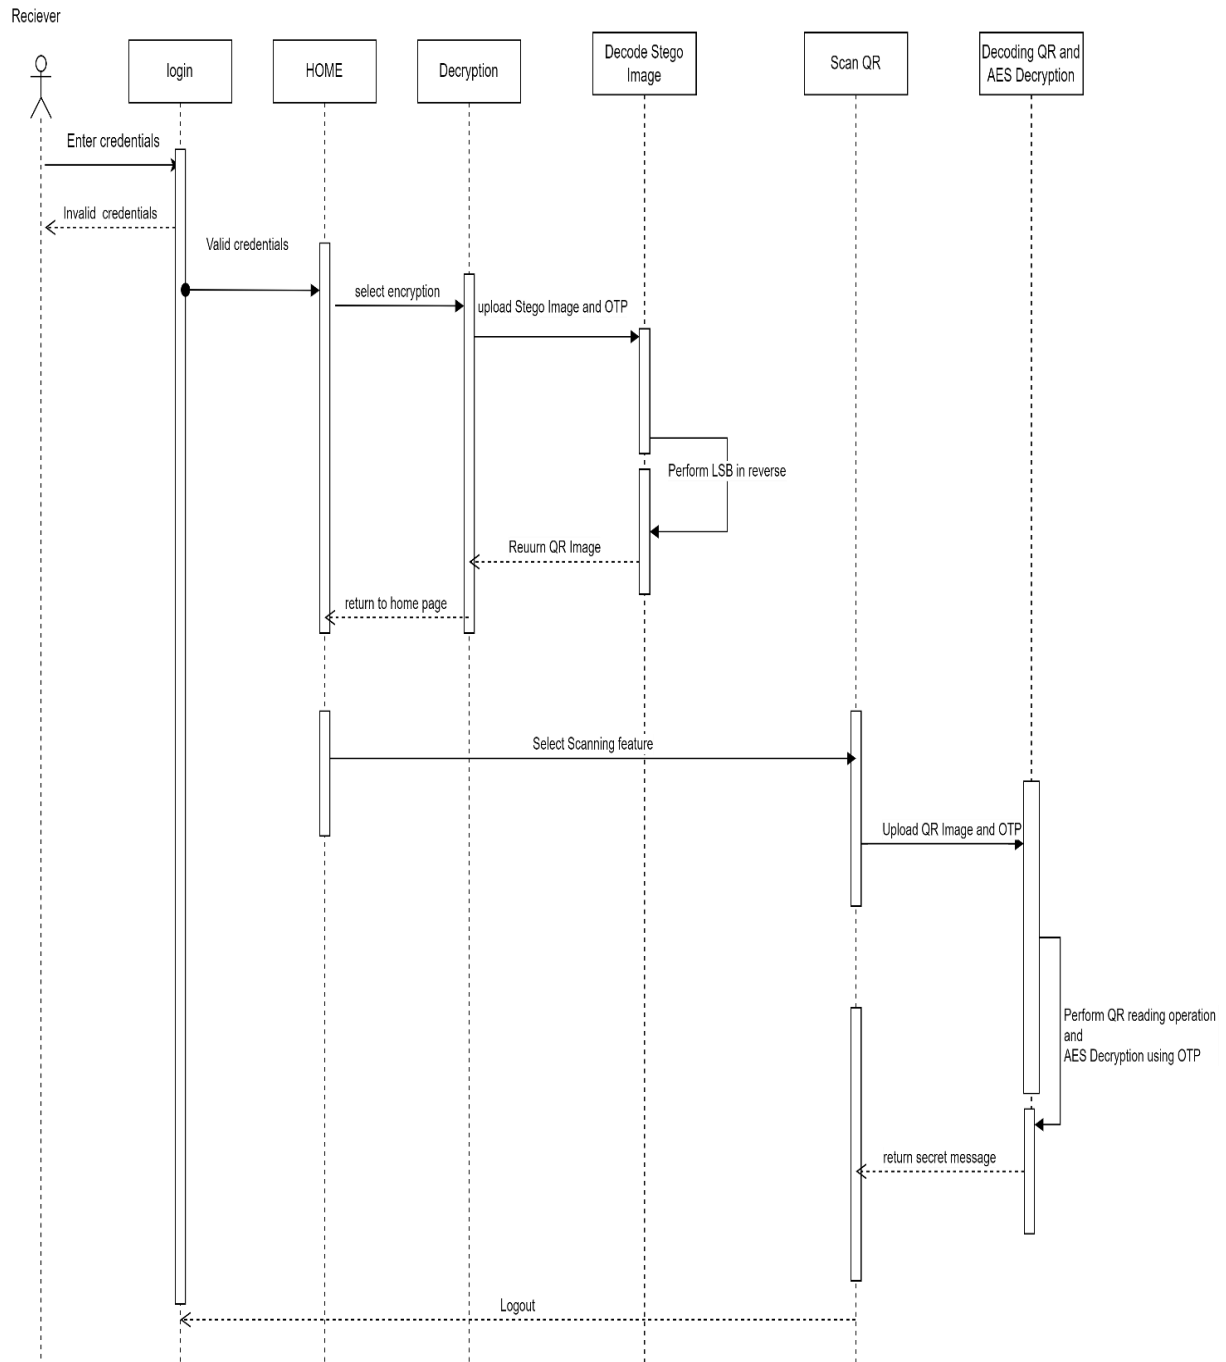 Reciever
login
HOME
Decryption
Decode Stego
Image
Scan QR
Decoding QR and
AES Decryption
Enter credentials
Invalid credentials
Valid credentials
select encryption
upload Stego Image and OTP
Perform LSB in reverse
Reuurn QR Image
return to home page
Select Scanning feature
Upload QR Image and OTP
Perform QR reading operation
and
AES Decryption using OTP
return secret message
Logout